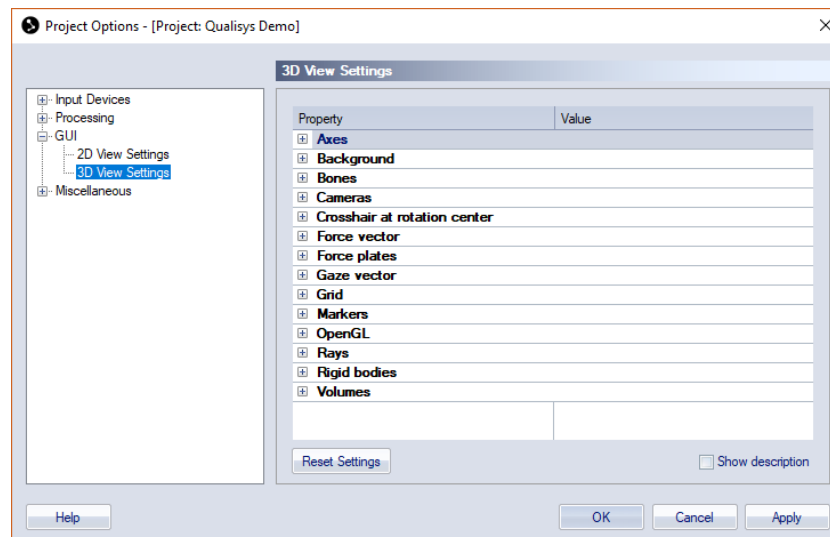 Project Options - [Project: Qualisys Demo]
3D View Settings
Input Devices
Processing
GUI
2D View Settings
3D View Settings
Miscellaneous
Property Value
Axes
Background
Bones
Cameras
Crosshair at rotation center
Force vector
Force plates
Gaze vector
Grid
Markers
OpenGL
Rays
Rigid bodies
Volumes
Reset Settings
Show description
Help
OK
Cancel
Apply